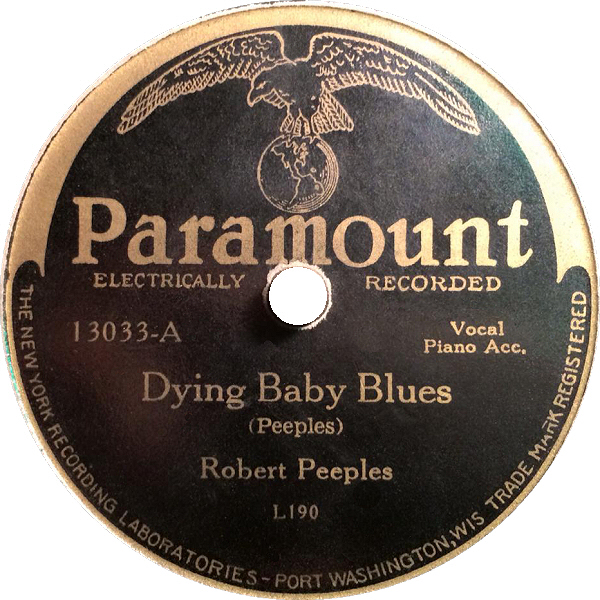 Paramount
ELECTRICALLY RECORDED
13033-A
Vocal
Piano Acc.
Dying Baby Blues
(Peeples)
Robert Peeples
L190
THE NEW YORK RECORDING LABORATORIES - PORT WASHINGTON, WIS TRADE MARK REGISTERED